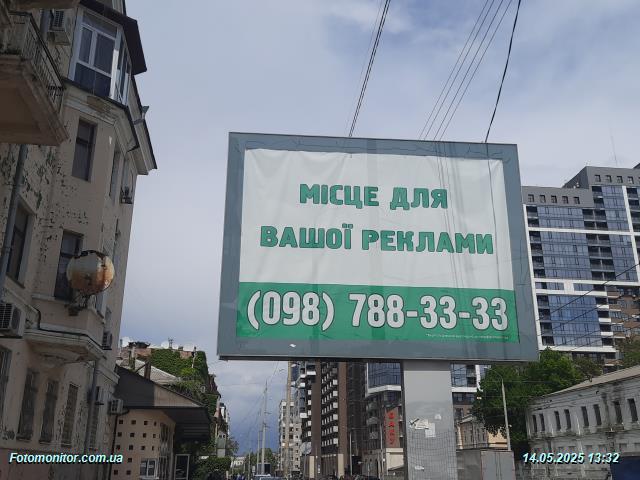 МІСЦЕ ДЛЯ
ВАШОЇ РЕКЛАМИ
(098) 788-33-33
Fotomonitor.com.ua
14.05.2025 13:32